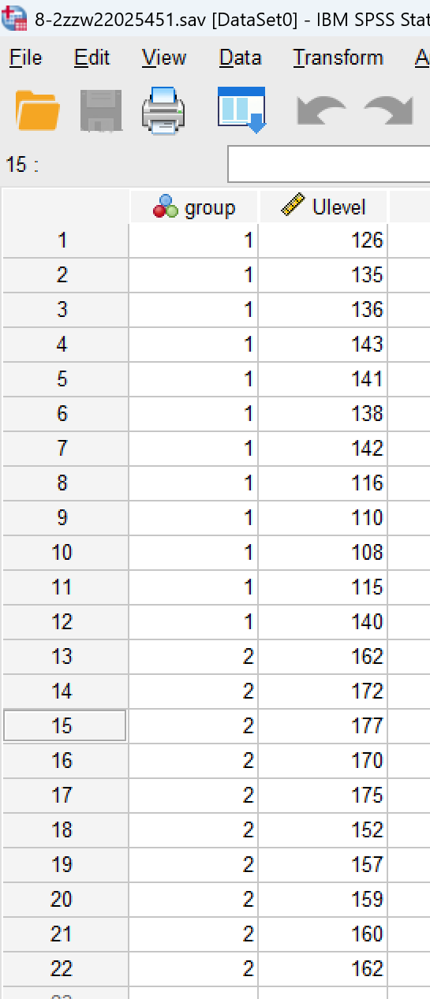 8-2zzw22025451.sav [DataSet0] - IBM SPSS Stat
File Edit View Data Transform A
15 :
group Ulevel
1 1 126
2 1 135
3 1 136
4 1 143
5 1 141
6 1 138
7 1 142
8 1 116
9 1 110
10 1 108
11 1 115
12 1 140
13 2 162
14 2 172
15 2 177
16 2 170
17 2 175
18 2 152
19 2 157
20 2 159
21 2 160
22 2 162